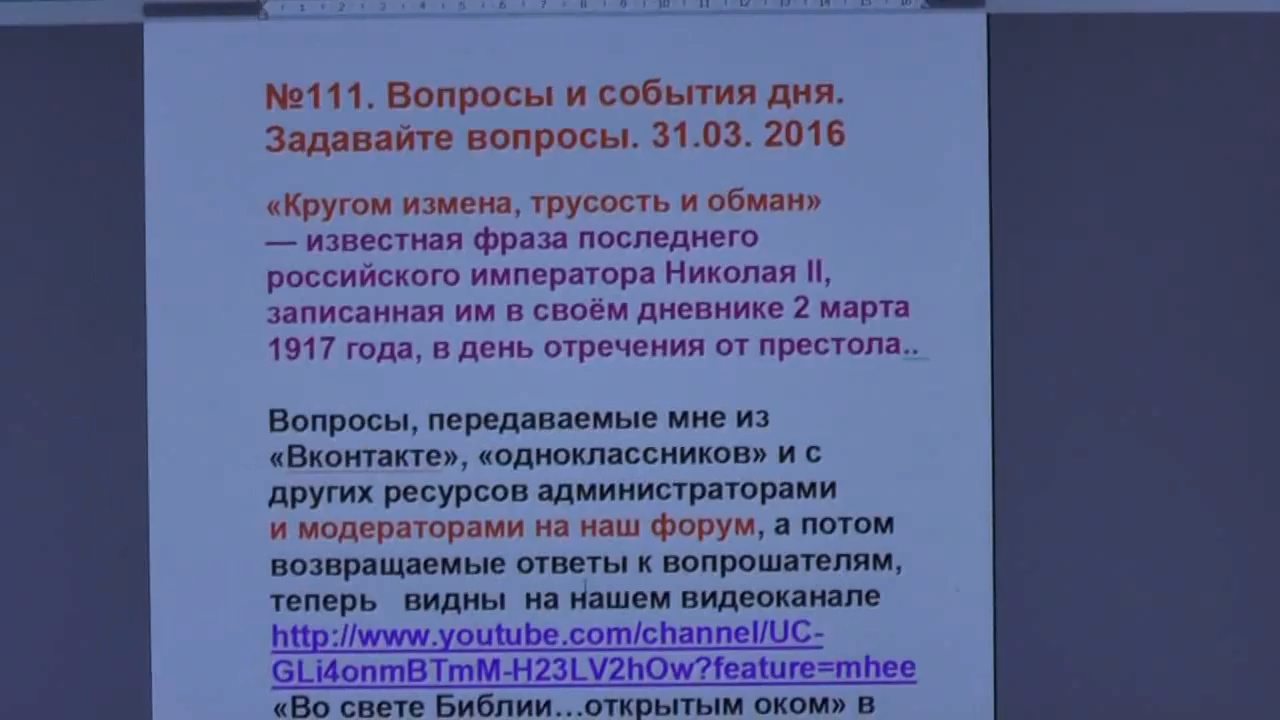 №111. Вопросы и события дня.
Задавайте вопросы. 31.03. 2016
«Кругом измена, трусость и обман»
— известная фраза последнего
российского императора Николая II,
записанная им в своём дневнике 2 марта
1917 года, в день отречения от престола..
Вопросы, передаваемые мне из
«Вконтакте», «одноклассников» и с
других ресурсов администраторами
и модераторами на наш форум, а потом
возвращаемые ответы к вопрошателям,
теперь видны на нашем видеоканале
http://www.youtube.com/channel/UC-
GLi4onmBTmM-H23LV2hOw?feature=mhee
«Во свете Библии...открытым оком» в